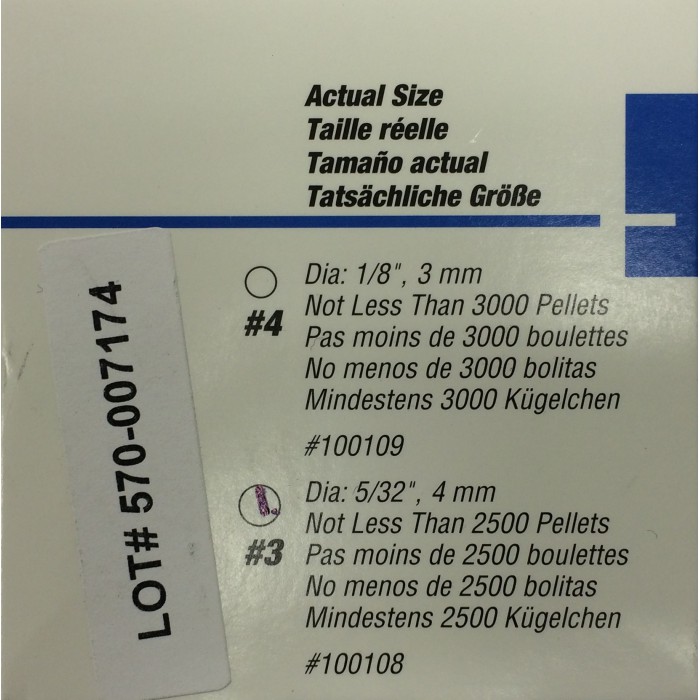 Actual Size
Taille réelle
Tamaño actual
Tatsächliche Größe
#4
Dia: 1/8", 3 mm
Not Less Than 3000 Pellets
Pas moins de 3000 boulettes
No menos de 3000 bolitas
Mindestens 3000 Kügelchen
#100109
#3
Dia: 5/32", 4 mm
Not Less Than 2500 Pellets
Pas moins de 2500 boulettes
No menos de 2500 bolitas
Mindestens 2500 Kügelchen
#100108
LOT# 570-007174